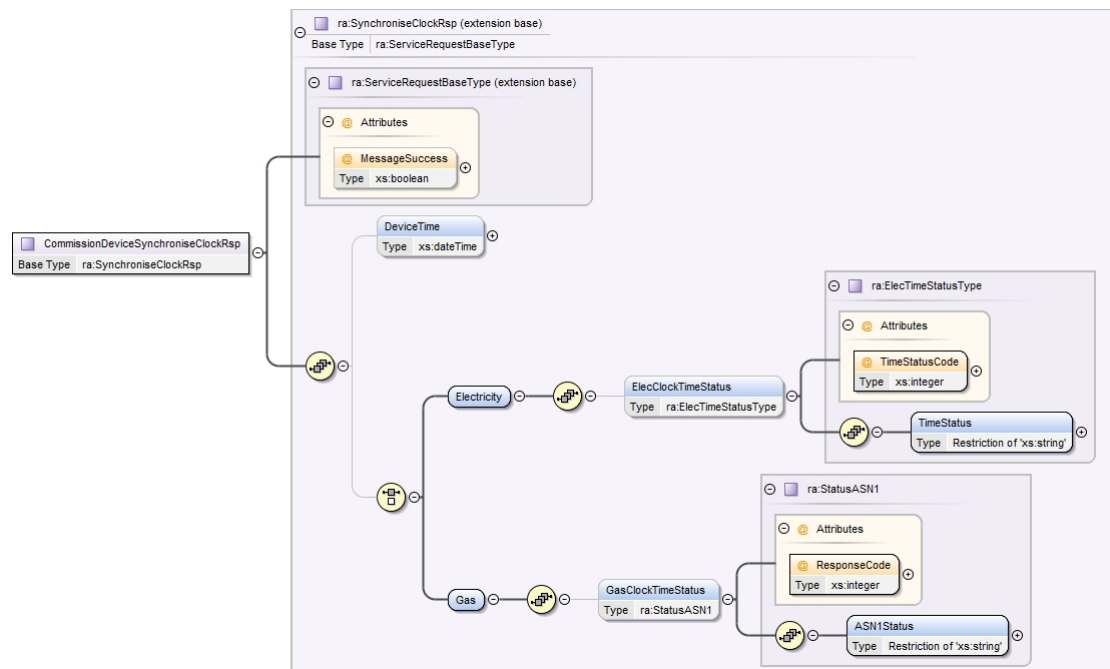 ra:SynchroniseClockRsp (extension base)
Base Type ra:ServiceRequestBaseType
ra:ServiceRequestBaseType (extension base)
@ Attributes
@ MessageSuccess
Type xs:boolean
DeviceTime
Type xs:dateTime
CommissionDeviceSynchroniseClockRsp
Base Type ra:SynchroniseClockRsp
ra:ElecTimeStatusType
@ Attributes
@ TimeStatusCode
Type xs:integer
Electricity
ElecClockTimeStatus
Type ra:ElecTimeStatusType
TimeStatus
Type Restriction of 'xs:string'
ra:StatusASN1
@ Attributes
@ ResponseCode
Type xs:integer
Gas
GasClockTimeStatus
Type ra:StatusASN1
ASN1Status
Type Restriction of 'xs:string'